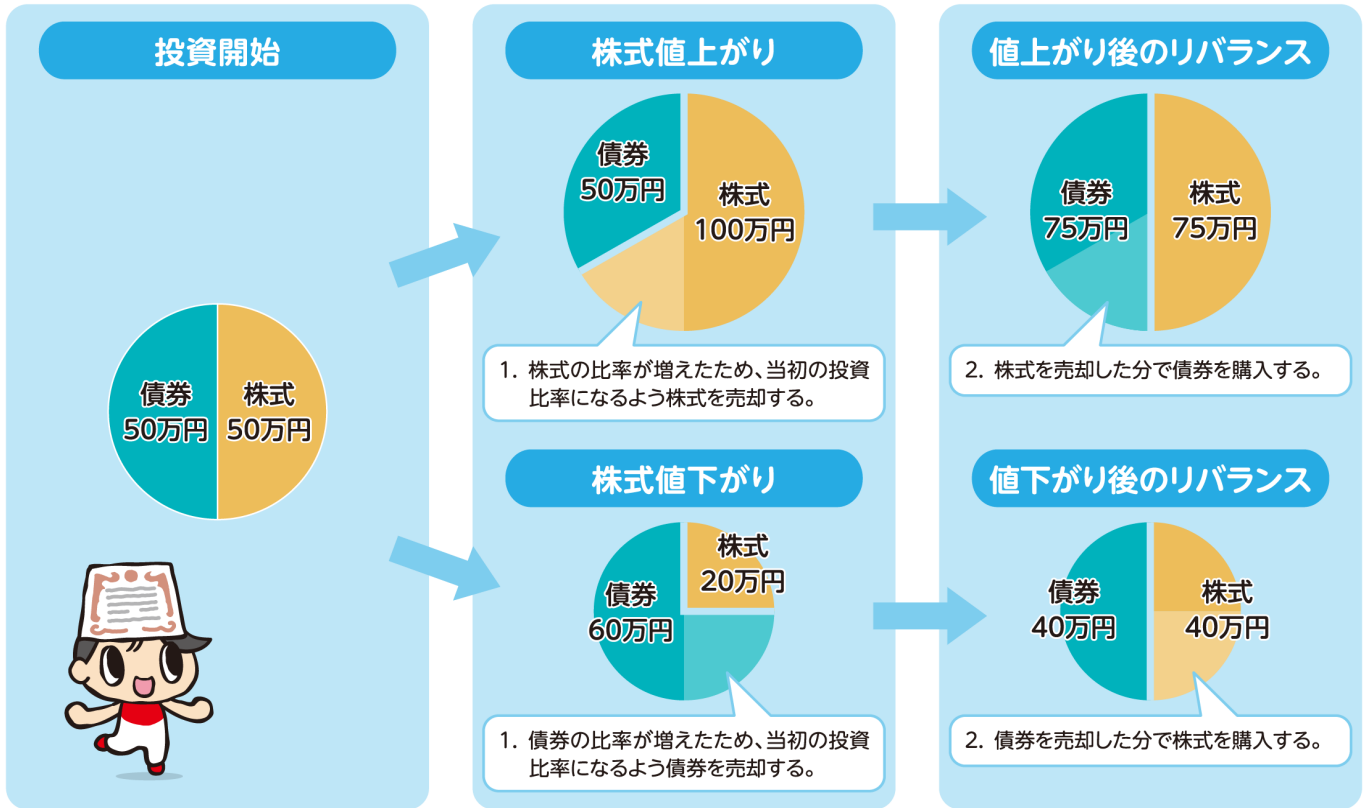 投資開始
債券
50万円
株式
50万円
株式値上がり
債券
50万円
株式
100万円
1. 株式の比率が増えたため、当初の投資
比率になるよう株式を売却する。
値上がり後のリバランス
債券
75万円
株式
75万円
2. 株式を売却した分で債券を購入する。
株式値下がり
株式
20万円
債券
60万円
1. 債券の比率が増えたため、当初の投資
比率になるよう債券を売却する。
値下がり後のリバランス
債券
40万円
株式
40万円
2. 債券を売却した分で株式を購入する。